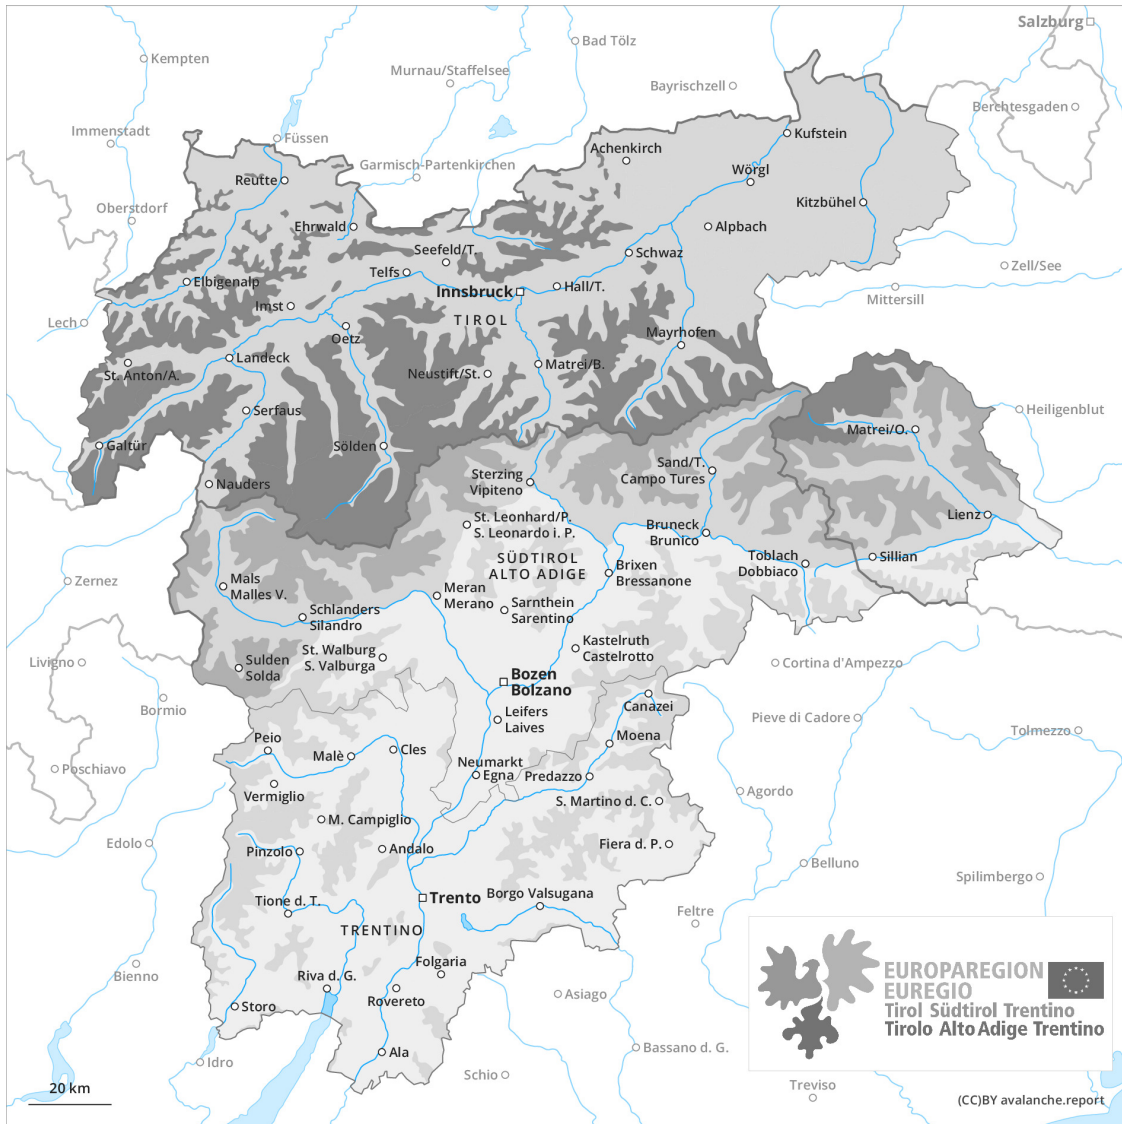 Salzburg
Bad Tölz
Kempten
Murnau/Staffelsee
Bayrischzell
Berchtesgaden
Immenstadt
Füssen
Kufstein
Achenkirch
Garmisch-Partenkirchen
Wörgl
Reutte
Oberstdorf
Kitzbühel
Ehrwald
Alpbach
Seefeld/T.
Schwaz
Telfs
Zell/See
Elbigenalp
Hall/T.
Innsbruck
Mittersill
Imst
TIROL
Lech
Oetz
Mayrhofen
Landeck
Matrei/B.
St. Anton/A.
Neustift/St.
Serfaus
Heiligenblut
Matrei/O.
Galtür
Sölden
Sterzing
Vipiteno
Sand/T.
Campo Tures
Nauders
St. Leonhard/P.
S. Leonardo i. P.
Lienz
Bruneck
Brunico
SÜDTIROL
ALTO ADIGE
Toblach
Dobbiaco
Sillian
Brixen
Bressanone
Zernez
Mals
Malles V.
Meran
Merano
Sarnthein
Sarentino
Schlanders
Silandro
Kastelruth
Castelrotto
St. Walburg
S. Valburga
Livigno
Sulden
Solda
Cortina d'Ampezzo
Bozen
Bolzano
Bormio
Canazei
Leifers
Laives
Pieve di Cadore
Tolmezzo
Peio
Moena
Cles
Malè
Poschiavo
Neumarkt
Egna
Predazzo
Vermiglio
Agordo
S. Martino d. C.
M. Campiglio
Edolo
Fiera d. P.
Pinzolo
Andalo
Belluno
Spilimbergo
Borgo Valsugana
Trento
Tione d. T.
Feltre
TRENTINO
Folgaria
Bienno
Riva d. G.
Asiago
Rovereto
Storo
EUROPAREGION
EUREGIO
Tirol Südtirol Trentino
Tirolo Alto Adige Trentino
Ala
Bassano d. G.
Idro
Schio
Treviso
20 km
(CC)BY avalanche.report